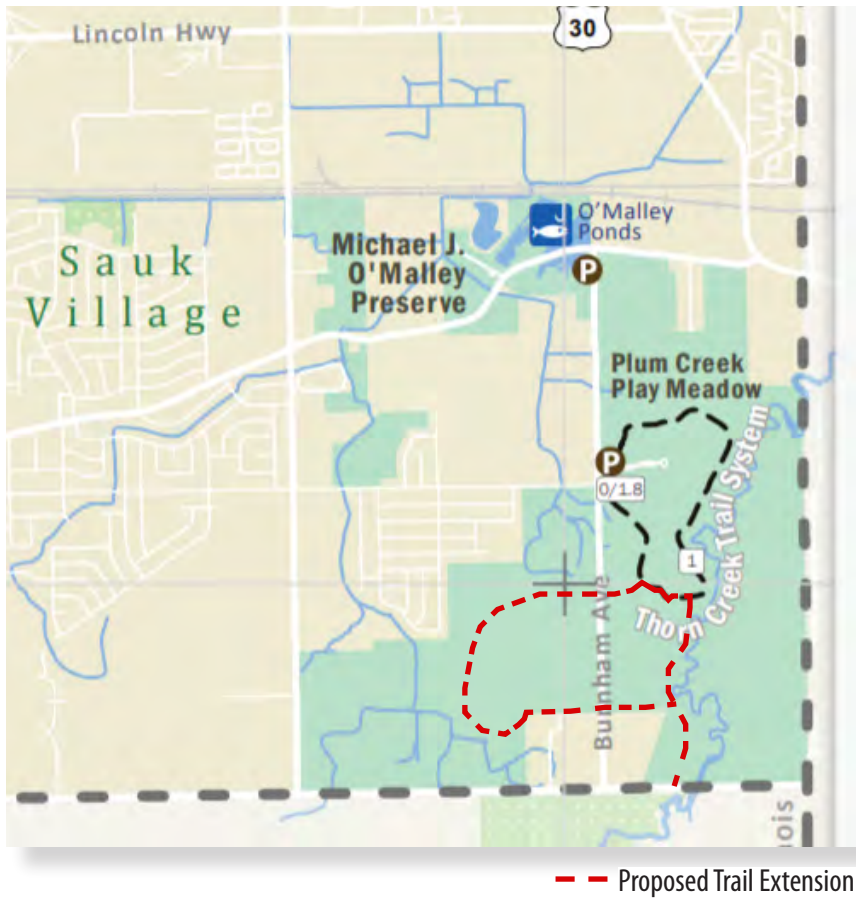 Lincoln Hwy
30
O'Malley
Ponds
Michael J.
O'Malley
Preserve
P
Sauk
Village
Plum Creek
Play Meadow
P
0/1.8
1
Thorn Creek Trail System
Burnham Ave
nois
Proposed Trail Extension